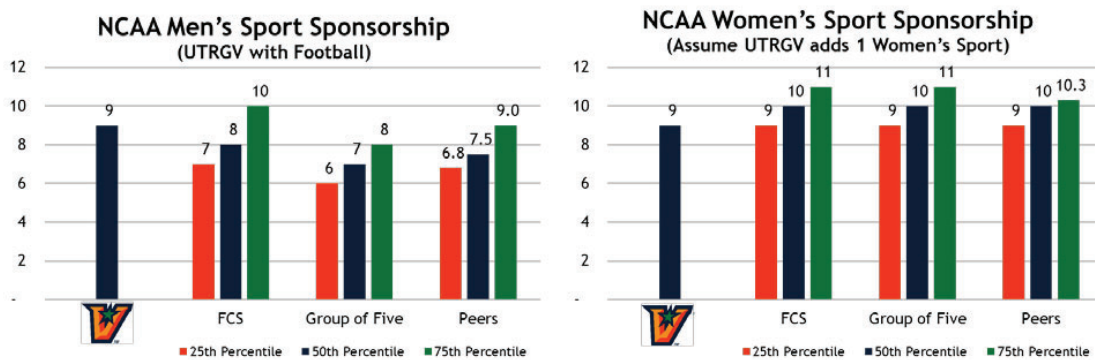 NCAA Men's Sport Sponsorship
(UTRGV with Football)
12
10
8
6
4
2
-
9
7
8
10
6
7
8
6.8
7.5
9.0
V
FCS
Group of Five
Peers
25th Percentile
50th Percentile
75th Percentile
NCAA Women's Sport Sponsorship
(Assume UTRGV adds 1 Women's Sport)
12
10
8
6
4
2
-
9
9
10
11
9
10
11
9
10
10.3
V
FCS
Group of Five
Peers
25th Percentile
50th Percentile
75th Percentile